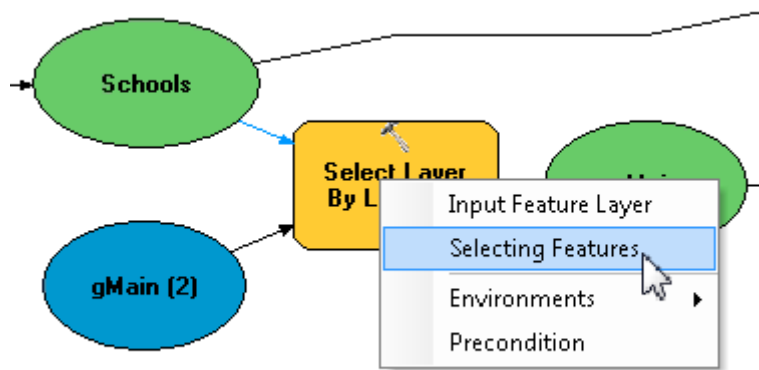 Schools
Select Layer
By L
Input Feature Layer
Selecting Features
gMain (2)
Environments
Precondition